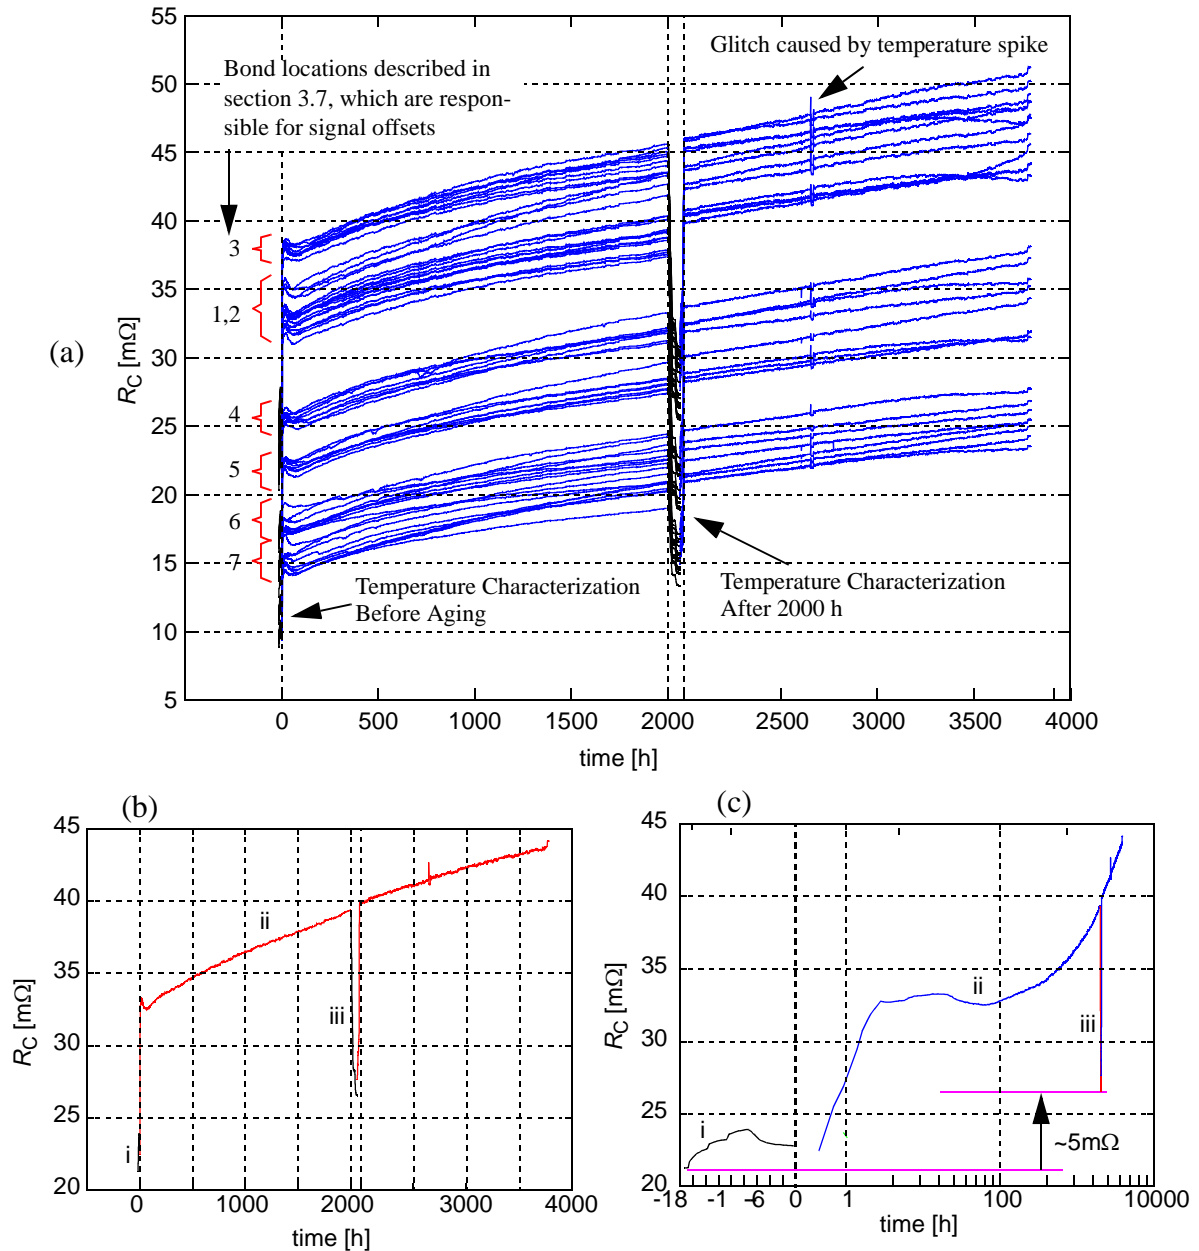 55
50
45
40
35
30
25
20
15
10
5
R_C [mΩ]
(a)
Bond locations described in
section 3.7, which are respon-
sible for signal offsets
Glitch caused by temperature spike
3
1,2
4
5
6
7
Temperature Characterization
Before Aging
Temperature Characterization
After 2000 h
0 500 1000 1500 2000 2500 3000 3500 4000
time [h]
(b)
45
40
35
30
25
20
R_C [mΩ]
ii
iii
i
0 1000 2000 3000 4000
time [h]
(c)
45
40
35
30
25
20
R_C [mΩ]
ii
iii
i
~5mΩ
-18 -1 -6 0 1 100 10000
time [h]